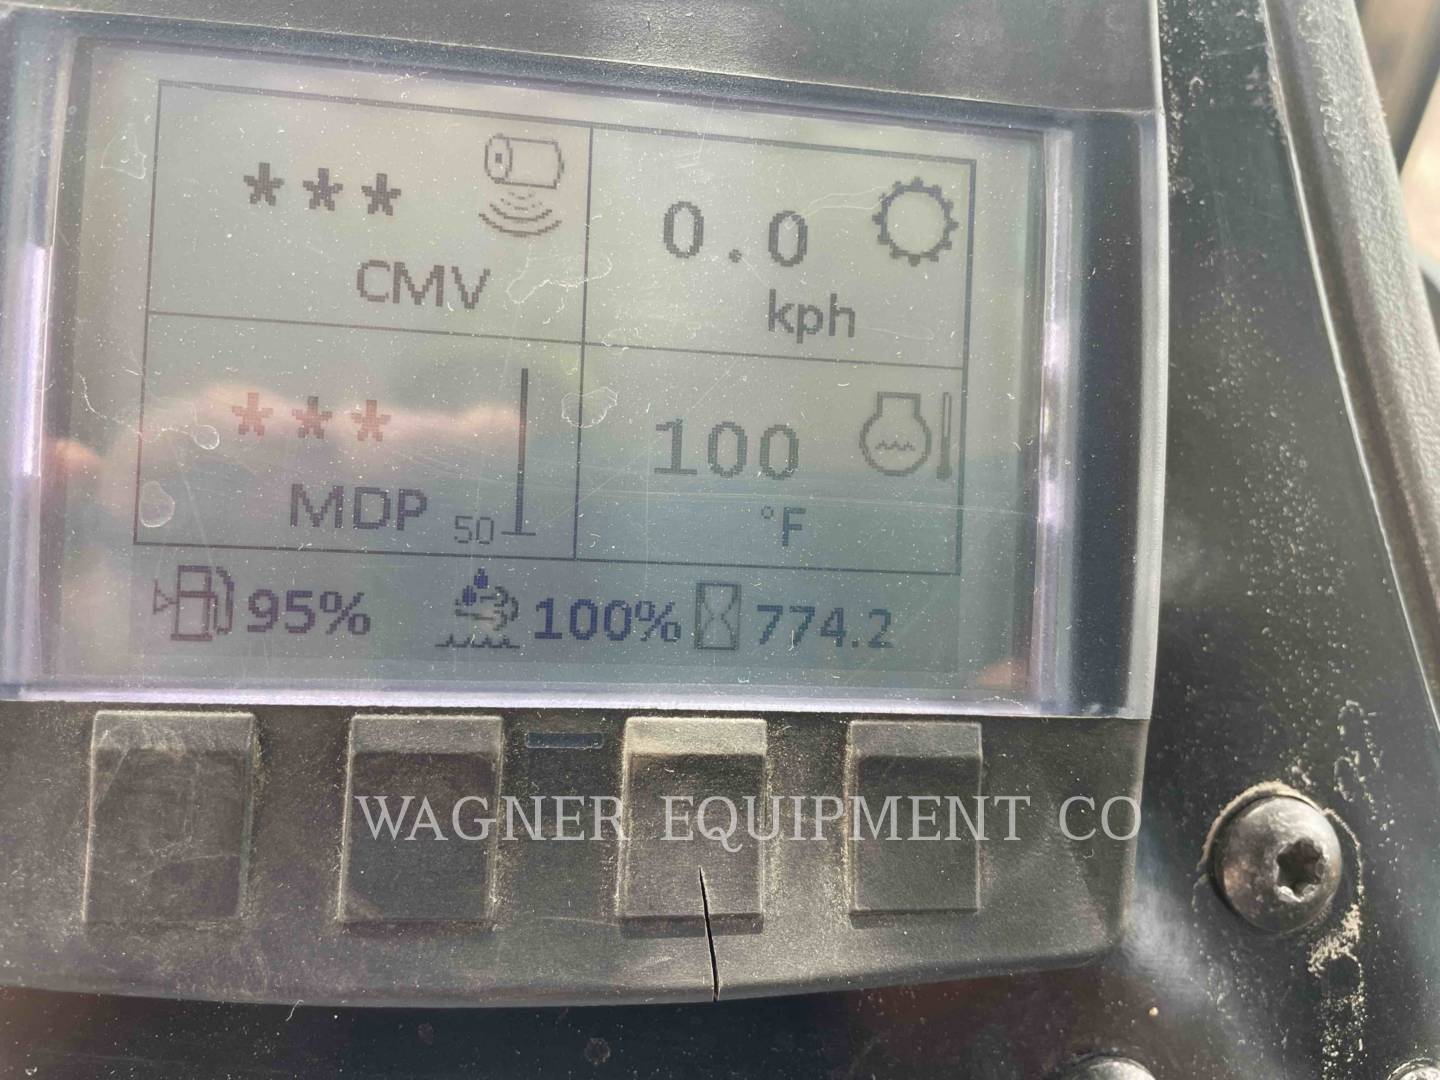 ***
CMV
0.0
kph
***
MDP
50
100
°F
95%
100%
774.2
WAGNER EQUIPMENT CO